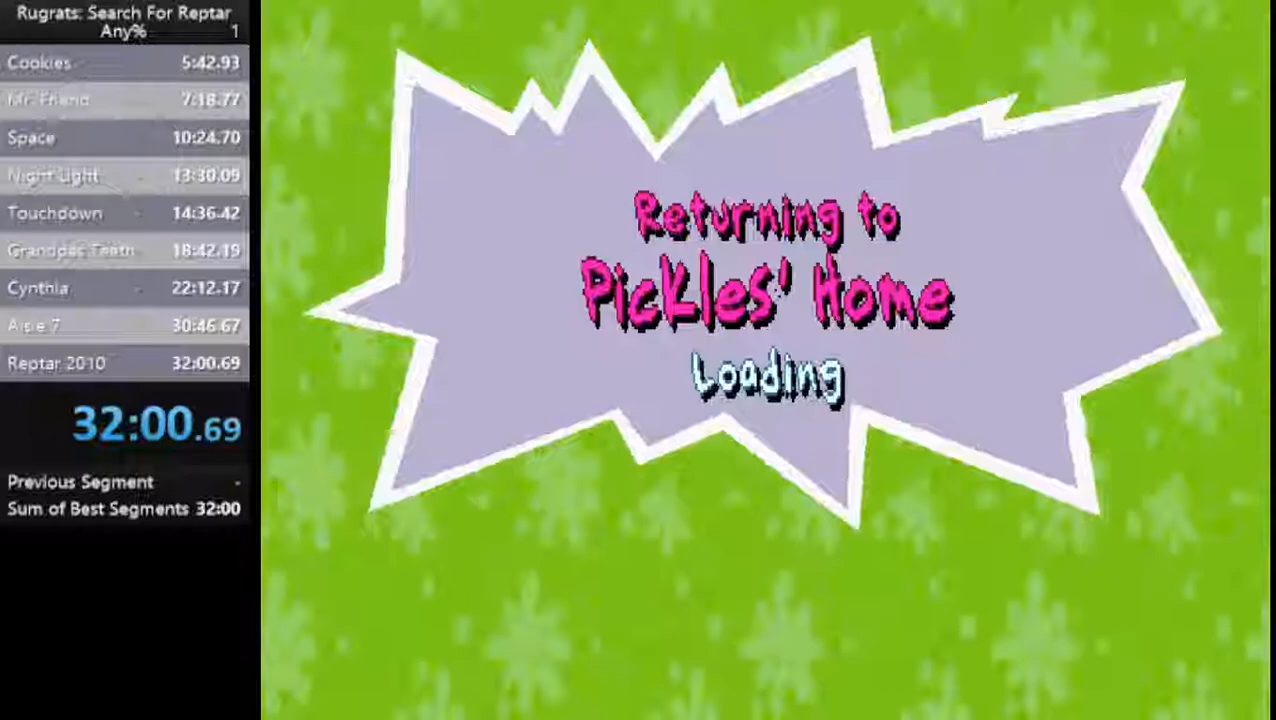 Rugrats: Search For Reptar
Any% 1
Cookies 5:42.93
Mr. Friend 7:18.77
Space 10:24.70
Night Light - 13:30.09
Touchdown - 14:36.42
Grandpas Teeth - 18:42.19
Cynthia - 22:12.17
Aisle 7 - 30:46.67
Reptar 2010 32:00.69
32:00.69
Previous Segment -
Sum of Best Segments 32:00
Returning to
Pickles' Home
Loading